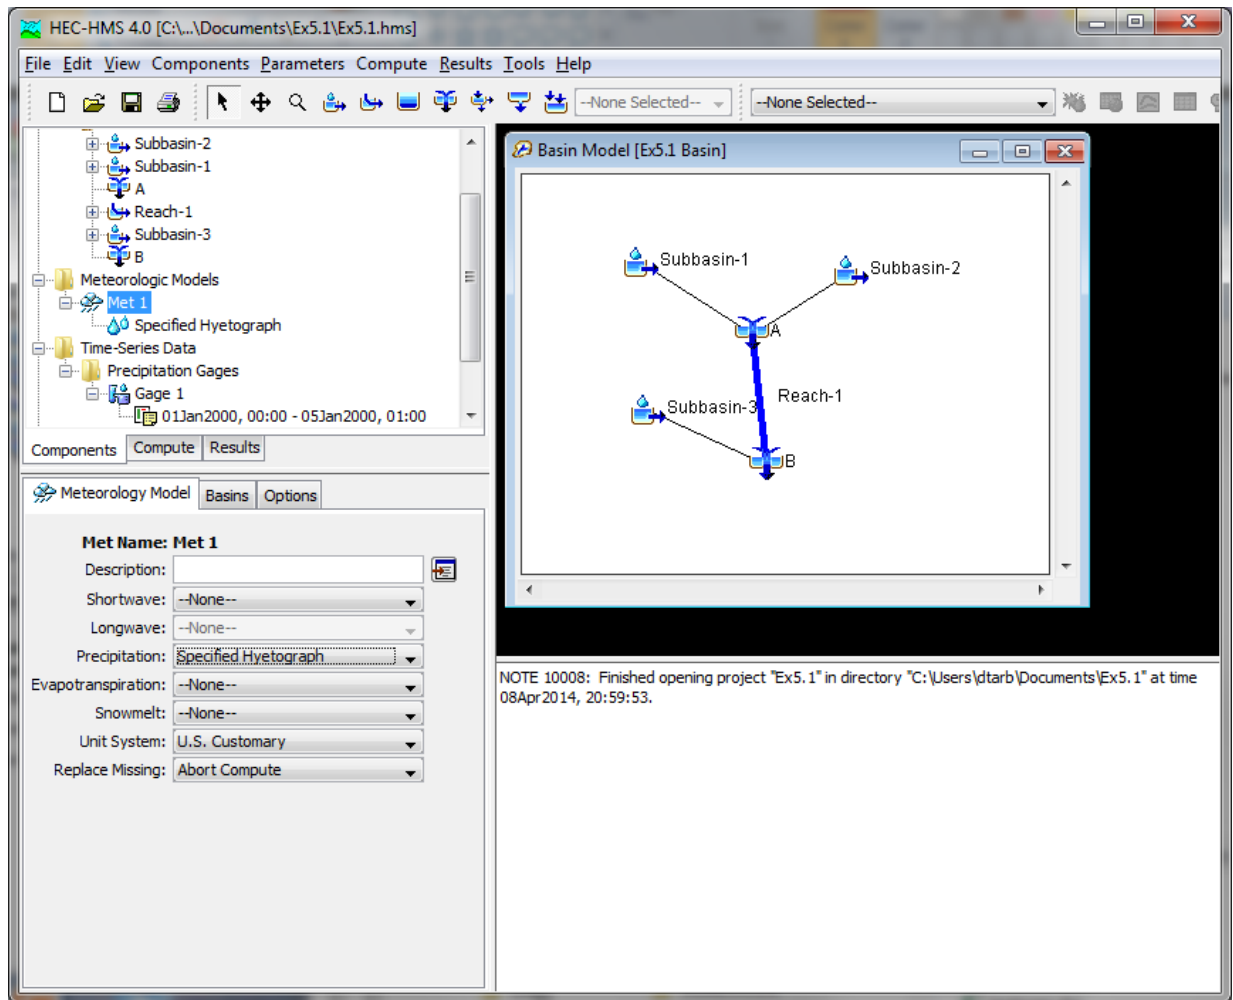 HEC-HMS 4.0 [C:\...\Documents\Ex5.1\Ex5.1.hms]
File Edit View Components Parameters Compute Results Tools Help
--None Selected-- --None Selected--
Subbasin-2
Subbasin-1
A
Reach-1
Subbasin-3
B
Meteorologic Models
Met 1
Specified Hyetograph
Time-Series Data
Precipitation Gages
Gage 1
01Jan2000, 00:00 - 05Jan2000, 01:00
Components Compute Results
Meteorology Model Basins Options
Met Name: Met 1
Description:
Shortwave: --None--
Longwave: --None--
Precipitation: Specified Hyetograph
Evapotranspiration: --None--
Snowmelt: --None--
Unit System: U.S. Customary
Replace Missing: Abort Compute
Basin Model [Ex5.1 Basin]
Subbasin-1
Subbasin-2
A
Reach-1
Subbasin-3
B
NOTE 10008: Finished opening project "Ex5.1" in directory "C:\Users\dtarb\Documents\Ex5.1" at time
08Apr2014, 20:59:53.